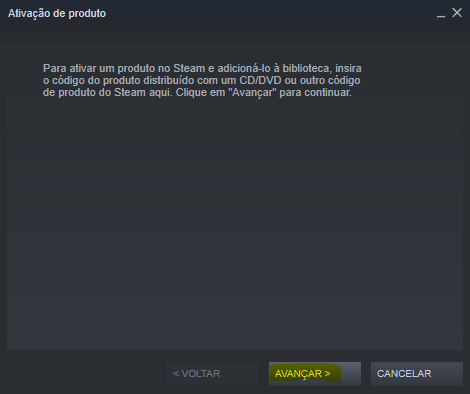 Ativação de produto
Para ativar um produto no Steam e adicioná-lo à biblioteca, insira
o código do produto distribuído com um CD/DVD ou outro código
de produto do Steam aqui. Clique em "Avançar" para continuar.
< VOLTAR
AVANÇAR >
CANCELAR